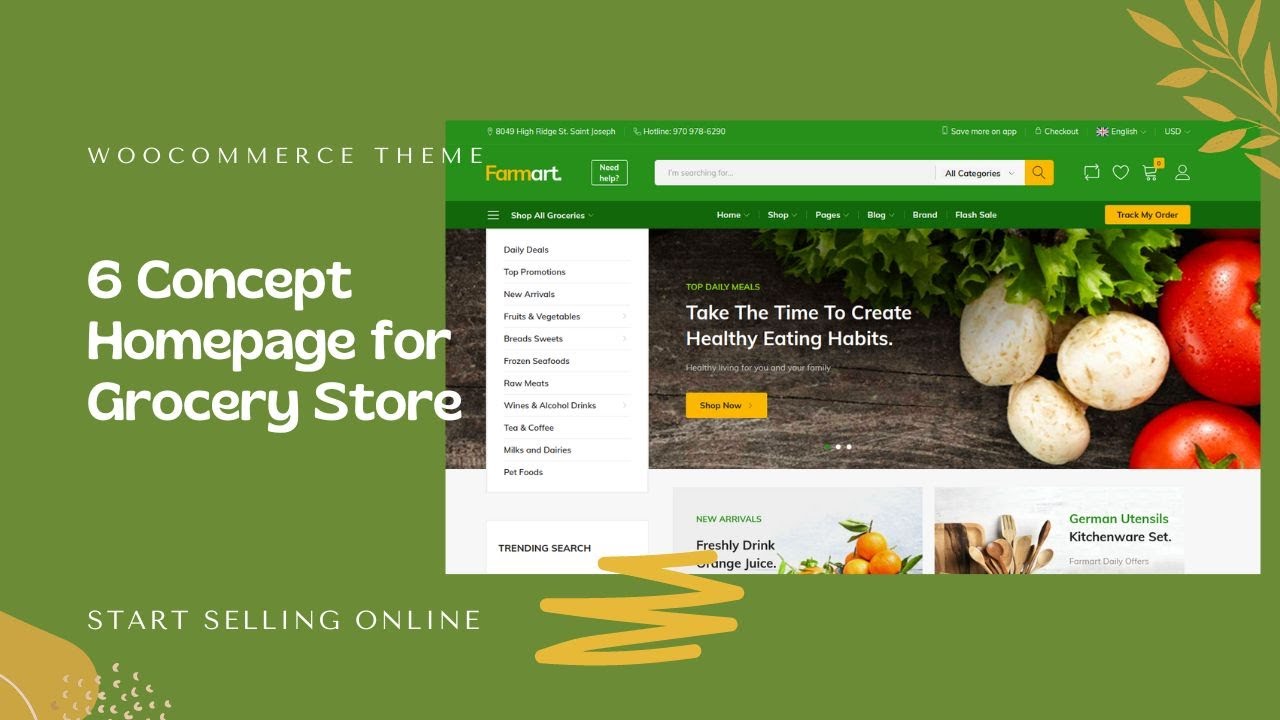 WOOCOMMERCE THEME
6 Concept
Homepage for
Grocery Store
START SELLING ONLINE
8049 High Ridge St. Saint Joseph
Hotline: 970 978-6290
Save more on app
Checkout
English
USD
Farmart.
Need
help?
I'm searching for...
All Categories
0
Shop All Groceries
Home
Shop
Pages
Blog
Brand
Flash Sale
Track My Order
Daily Deals
Top Promotions
New Arrivals
Fruits & Vegetables
Breads Sweets
Frozen Seafoods
Raw Meats
Wines & Alcohol Drinks
Tea & Coffee
Milks and Dairies
Pet Foods
TRENDING SEARCH
TOP DAILY MEALS
Take The Time To Create
Healthy Eating Habits.
Healthy living for you and your family
Shop Now
NEW ARRIVALS
Freshly Drink
Orange Juice.
German Utensils
Kitchenware Set.
Farmart Daily Offers